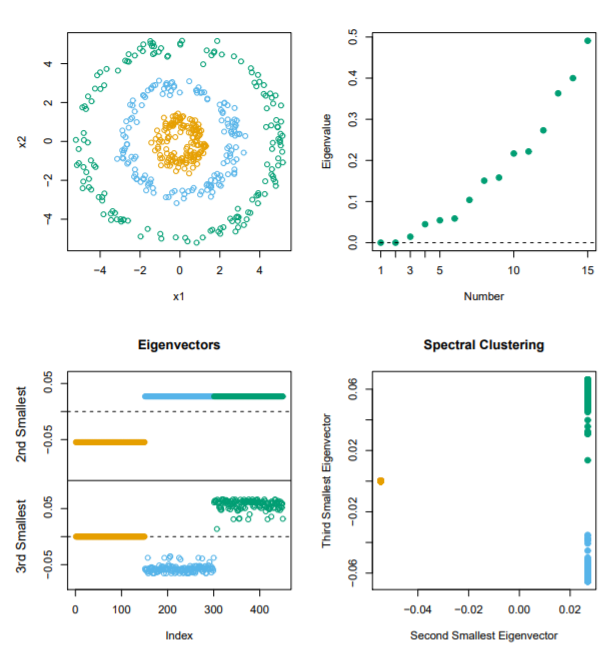 x2
4
2
0
−2
−4
−4 −2 0 2 4
x1
Eigenvalue
0.5
0.4
0.3
0.2
0.1
0.0
1 3 5 10 15
Number
Eigenvectors
2nd Smallest
0.05
−0.05
3rd Smallest
0.05
−0.05
0 100 200 300 400
Index
Spectral Clustering
Third Smallest Eigenvector
0.06
0.02
−0.02
−0.06
−0.04 −0.02 0.00 0.02
Second Smallest Eigenvector